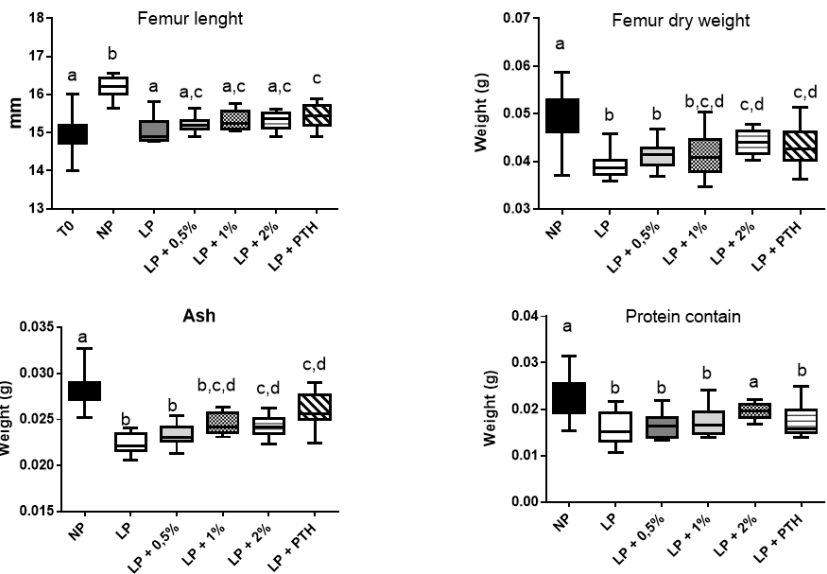 Femur lenght
18
17
16
15
14
13
mm
a
b
a
a,c
a,c
a,c
c
T0
NP
LP
LP + 0,5%
LP + 1%
LP + 2%
LP + PTH
Femur dry weight
0.07
0.06
0.05
0.04
0.03
Weight (g)
a
b
b
b,c,d
c,d
c,d
NP
LP
LP + 0,5%
LP + 1%
LP + 2%
LP + PTH
Ash
0.035
0.030
0.025
0.020
0.015
Weight (g)
a
b
b
b,c,d
c,d
c,d
NP
LP
LP + 0,5%
LP + 1%
LP + 2%
LP + PTH
Protein contain
0.04
0.03
0.02
0.01
0.00
Weight (g)
a
b
b
b
a
b
NP
LP
LP + 0,5%
LP + 1%
LP + 2%
LP + PTH